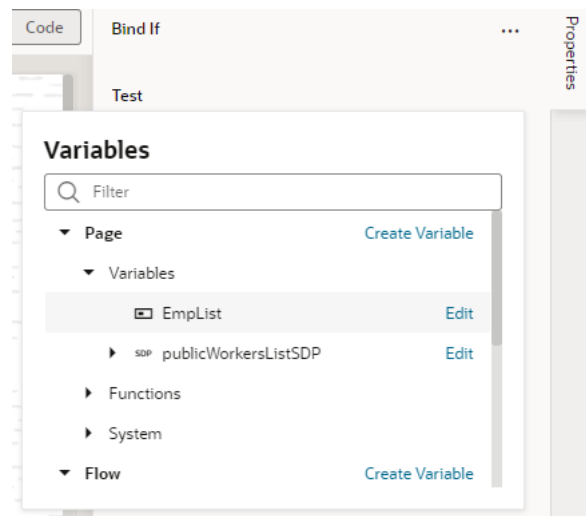 Code
Bind If
...
Properties
Test
Variables
Filter
Page Create Variable
Variables
EmpList Edit
SDP publicWorkersListSDP Edit
Functions
System
Flow Create Variable